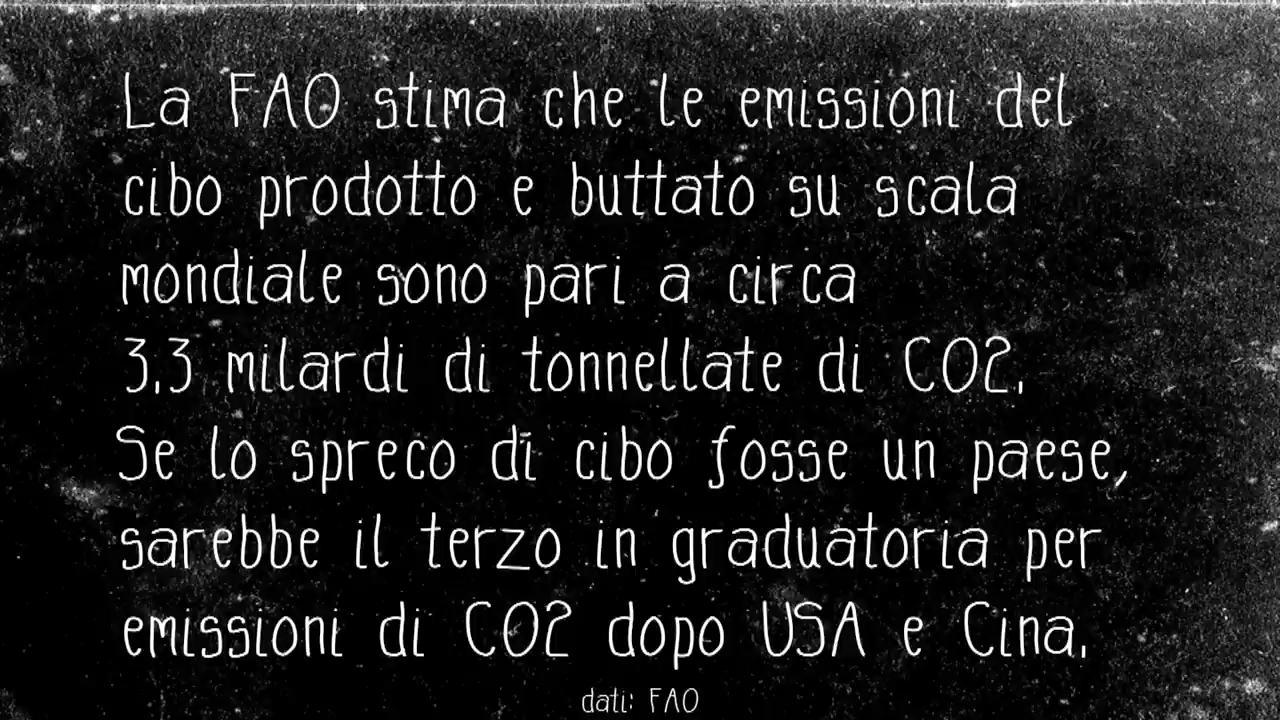 La FAO stima che le emissioni del
cibo prodotto e buttato su scala
mondiale sono pari a circa
3.3 milardi di tonnellate di CO2.
Se lo spreco di cibo fosse un paese,
sarebbe il terzo in graduatoria per
emissioni di CO2 dopo USA e Cina.
dati: FAO